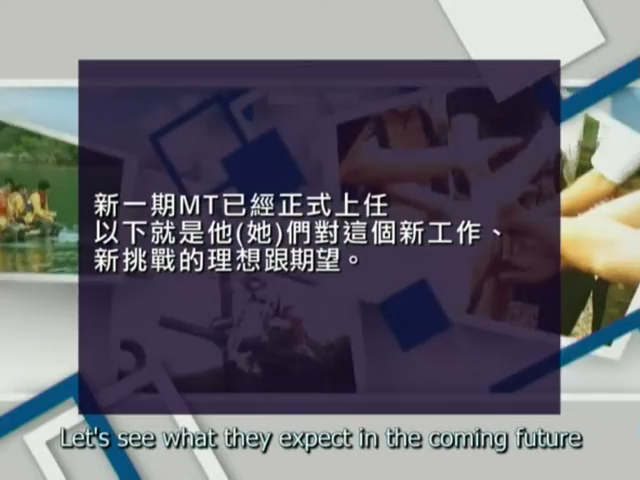 新一期MT已經正式上任
以下就是他(她)們對這個新工作、
新挑戰的理想跟期望。
Let's see what they expect in the coming future